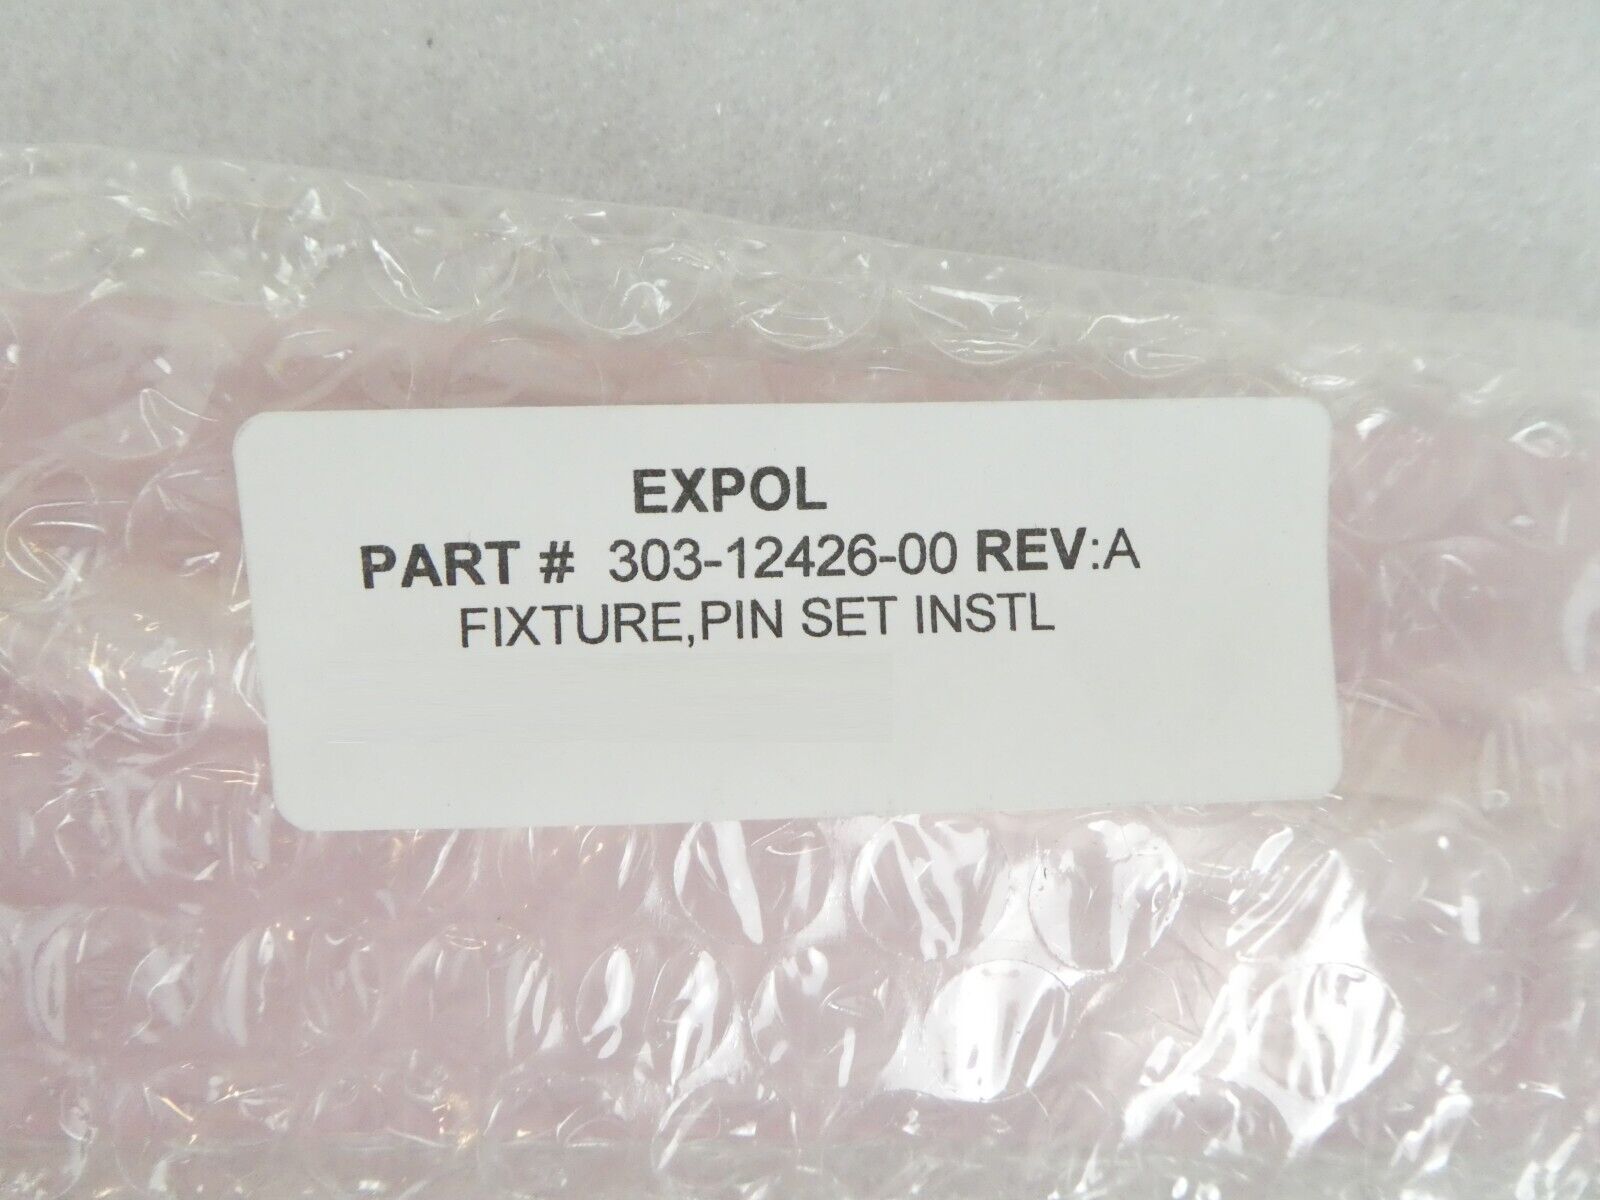 EXPOL
PART # 303-12426-00 REV:A
FIXTURE,PIN SET INSTL